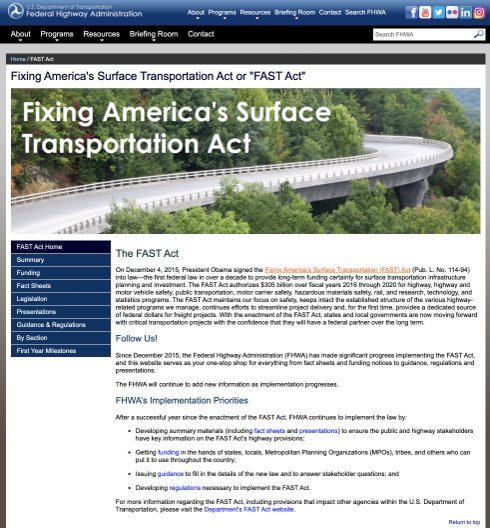 U.S. Department of Transportation
Federal Highway Administration
About Programs Resources Briefing Room Contact Search FHWA
About Programs Resources Briefing Room Contact
Search FHWA
Home / FAST Act
Fixing America's Surface Transportation Act or "FAST Act"
Fixing America's Surface
Transportation Act
FAST Act Home
Summary
Funding
Fact Sheets
Legislation
Presentations
Guidance & Regulations
By Section
First Year Milestones
The FAST Act
On December 4, 2015, President Obama signed the Fixing America's Surface Transportation (FAST) Act (Pub. L. No. 114-94)
into law—the first federal law in over a decade to provide long-term funding certainty for surface transportation infrastructure
planning and investment. The FAST Act authorizes $305 billion over fiscal years 2016 through 2020 for highway, highway and
motor vehicle safety, public transportation, motor carrier safety, hazardous materials safety, rail, and research, technology, and
statistics programs. The FAST Act maintains our focus on safety, keeps intact the established structure of the various highway-
related programs we manage, continues efforts to streamline project delivery and, for the first time, provides a dedicated source
of federal dollars for freight projects. With the enactment of the FAST Act, states and local governments are now moving forward
with critical transportation projects with the confidence that they will have a federal partner over the long term.
Follow Us!
Since December 2015, the Federal Highway Administration (FHWA) has made significant progress implementing the FAST Act,
and this website serves as your one-stop shop for everything from fact sheets and funding notices to guidance, regulations and
presentations.
The FHWA will continue to add new information as implementation progresses.
FHWA's Implementation Priorities
After a successful year since the enactment of the FAST Act, FHWA continues to implement the law by:
• Developing summary materials (including fact sheets and presentations) to ensure the public and highway stakeholders
have key information on the FAST Act's highway provisions;
• Getting funding in the hands of states, locals, Metropolitan Planning Organizations (MPOs), tribes, and others who can
put it to use throughout the country;
• Issuing guidance to fill in the details of the new law and to answer stakeholder questions; and
• Developing regulations necessary to implement the FAST Act.
For more information regarding the FAST Act, including provisions that impact other agencies within the U.S. Department of
Transportation, please visit the Department's FAST Act website.
Return to top